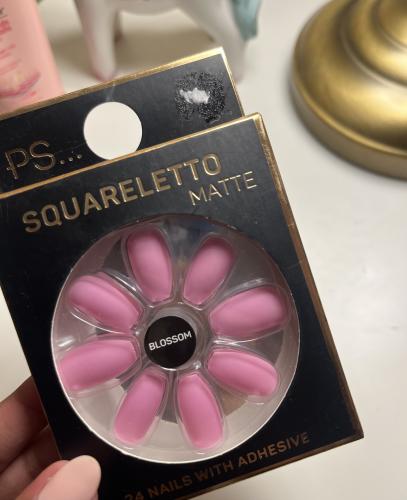 PS...
SQUARELETTO
MATTE
BLOSSOM
24 NAILS WITH ADHESIVE